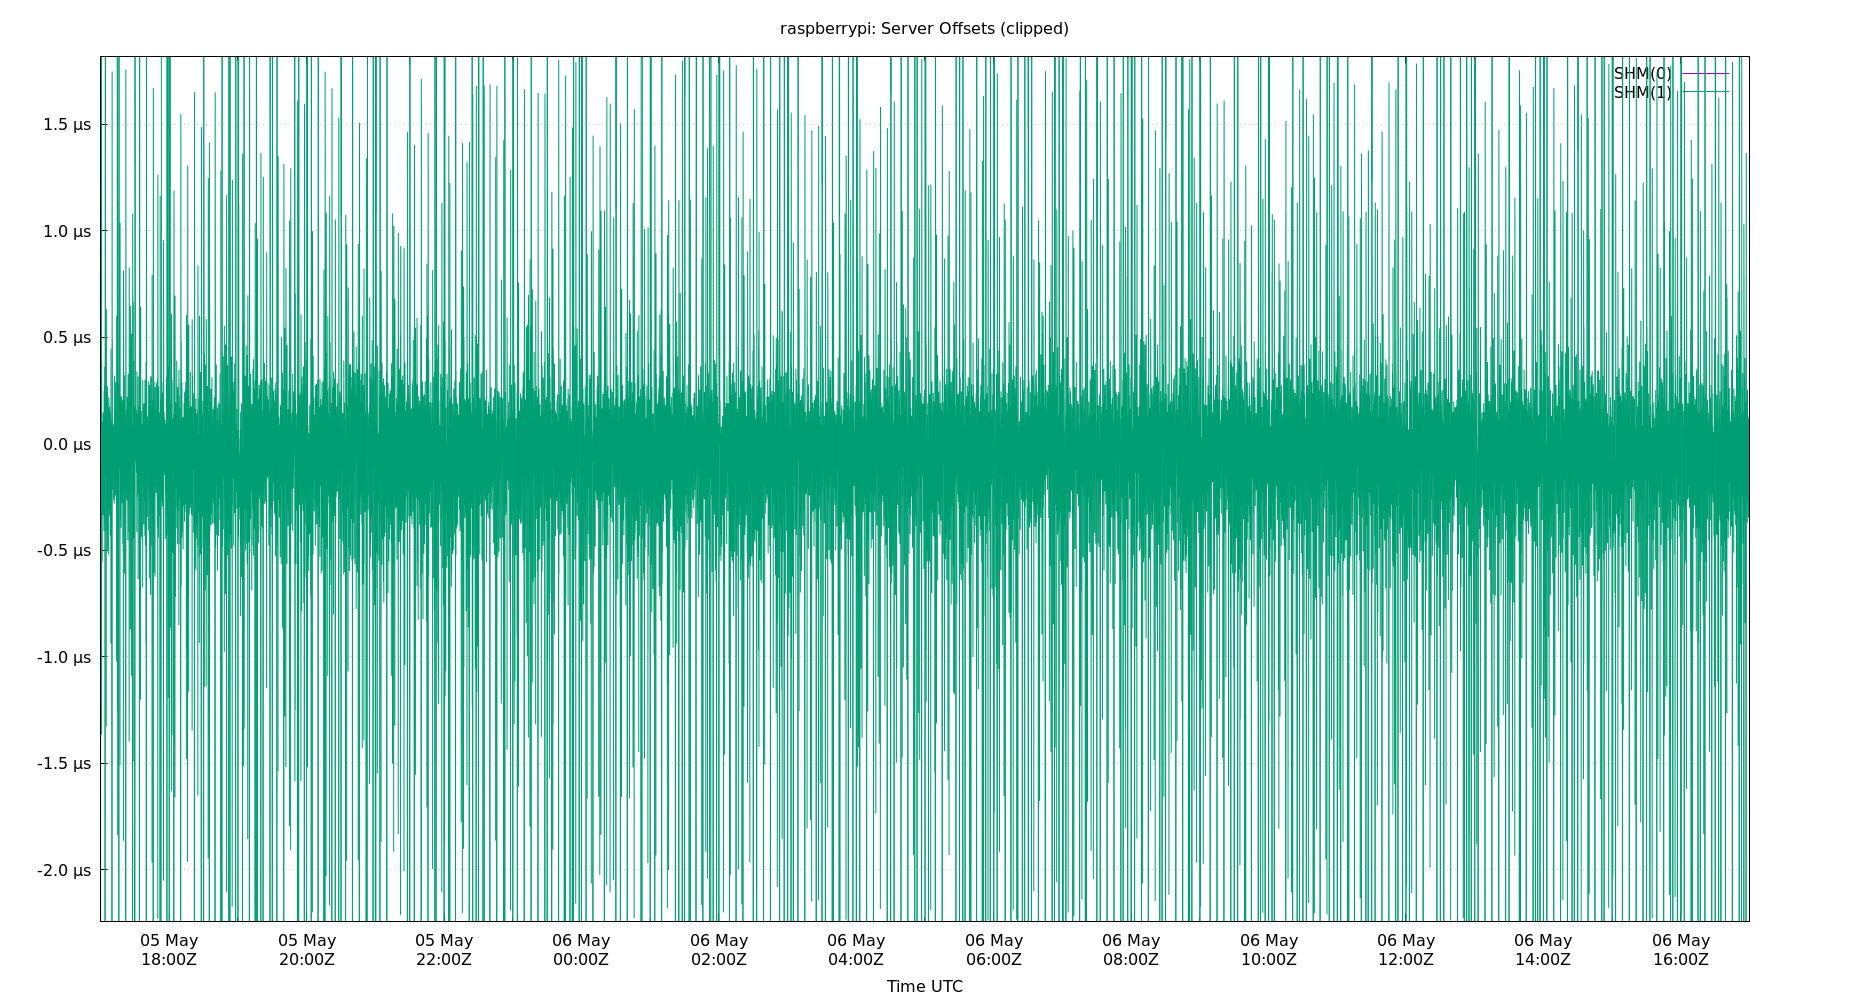 raspberrypi: Server Offsets (clipped)
SHM(0)
SHM(1)
1.5 µs
1.0 µs
0.5 µs
0.0 µs
-0.5 µs
-1.0 µs
-1.5 µs
-2.0 µs
05 May 05 May 05 May 06 May 06 May 06 May 06 May 06 May 06 May 06 May 06 May 06 May
18:00Z 20:00Z 22:00Z 00:00Z 02:00Z 04:00Z 06:00Z 08:00Z 10:00Z 12:00Z 14:00Z 16:00Z
Time UTC